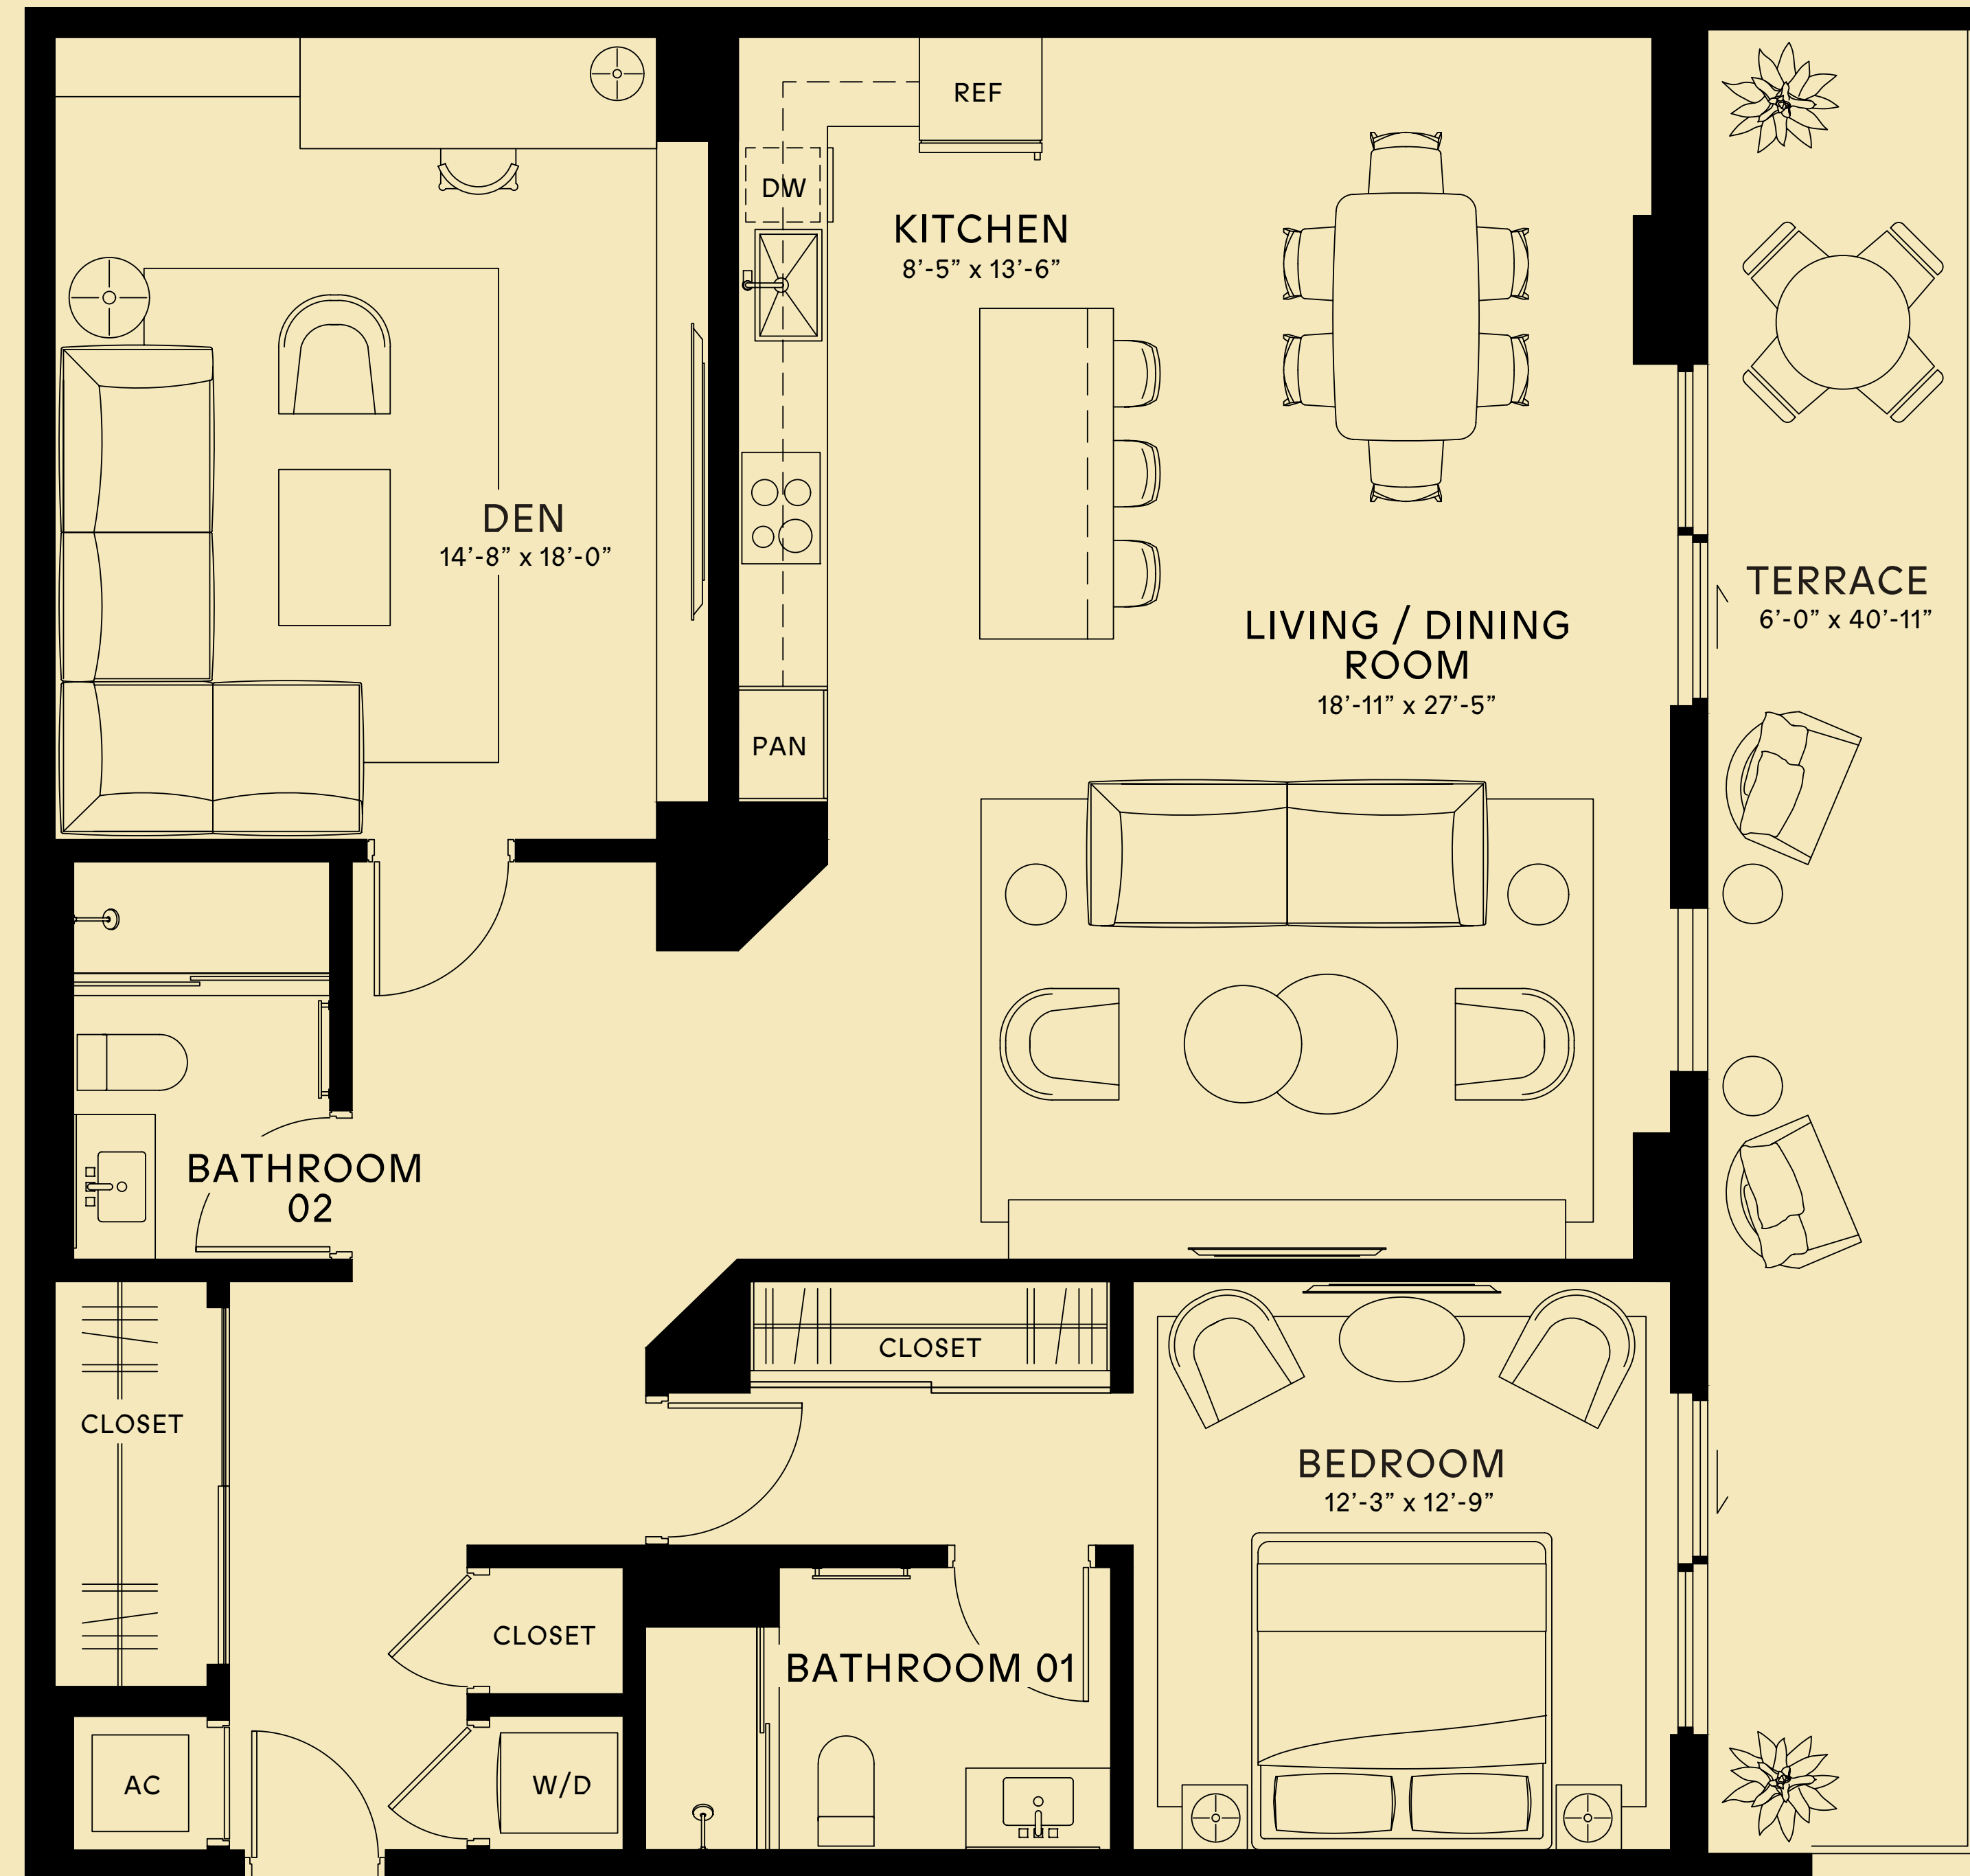 REF
DW
KITCHEN
8’-5” x 13’-6”
DEN
14’-8” x 18’-0”
TERRACE
6’-0” x 40’-11”
LIVING / DINING
ROOM
18’-11” x 27’-5”
PAN
BATHROOM
02
CLOSET
CLOSET
BEDROOM
12’-3” x 12’-9”
CLOSET
BATHROOM 01
AC
W/D